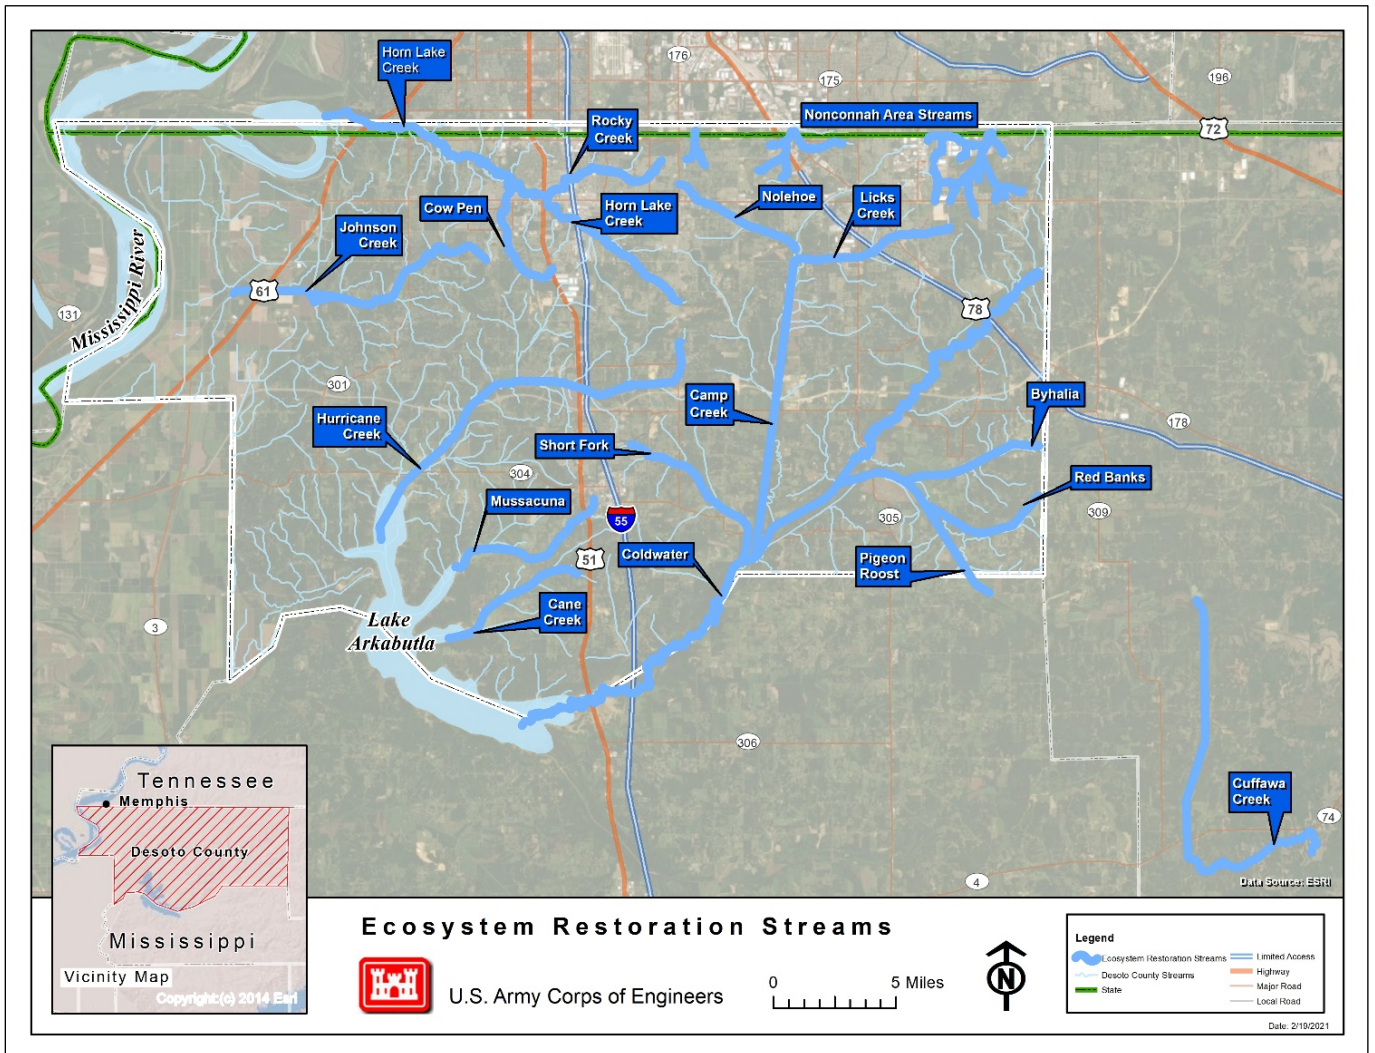 Horn Lake
Creek
176
175
196
Rocky
Creek
Nonconnah Area Streams
72
Cow Pen
Horn Lake
Creek
Nolehoe
Licks
Creek
Johnson
Creek
Mississippi River
61
131
78
301
Hurricane
Creek
Camp
Creek
Byhalia
178
Short Fork
304
Mussacuna
Red Banks
309
305
55
51
Coldwater
Pigeon
Roost
Cane
Creek
Lake
Arkabutla
3
306
Cuffawa
Creek
74
4
Data Source: ESRI
Tennessee
Memphis
Desoto County
Mississippi
Vicinity Map
Copyright:(c) 2014 Esri
Ecosystem Restoration Streams
U.S. Army Corps of Engineers
0 5 Miles
N
Legend
Ecosystem Restoration Streams
Desoto County Streams
State
Limited Access
Highway
Major Road
Local Road
Date: 2/19/2021